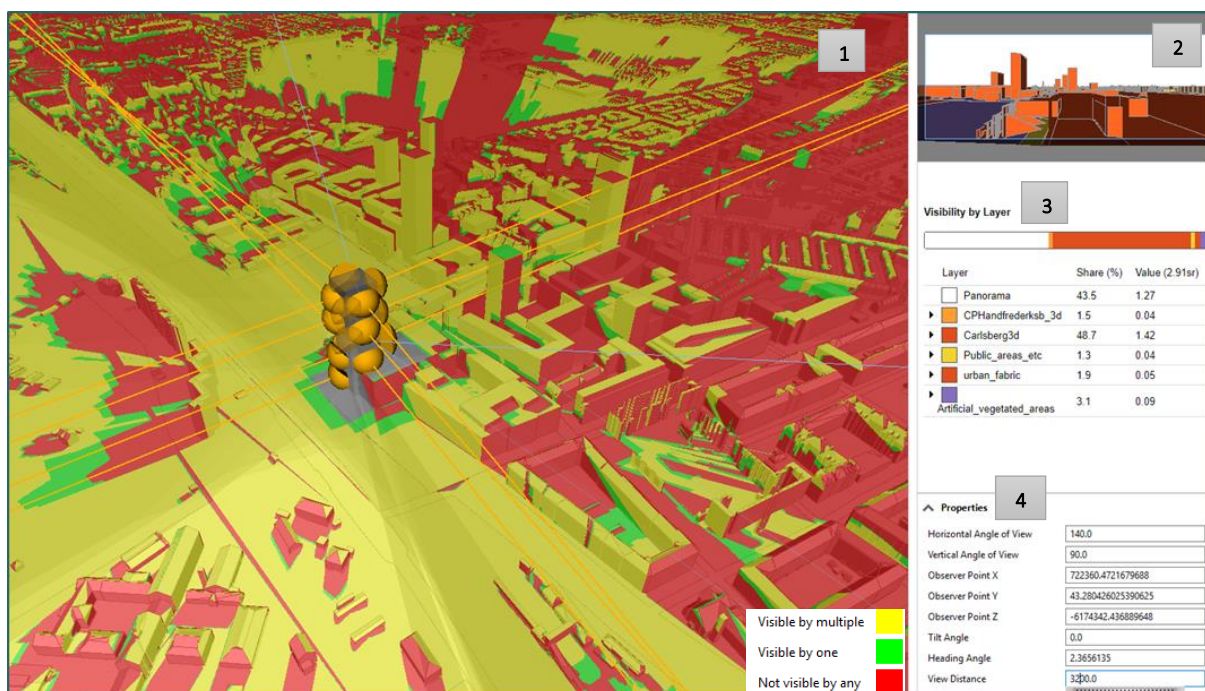 1
2
3
Visibility by Layer
Layer Share (%) Value (2.91sr)
Panorama 43.5 1.27
CPHandfrederksb_3d 1.5 0.04
Carlsberg3d 48.7 1.42
Public_areas_etc 1.3 0.04
urban_fabric 1.9 0.05
Artificial_vegetated_areas 3.1 0.09
4
Properties
Horizontal Angle of View 140.0
Vertical Angle of View 90.0
Observer Point X 722360.4721679688
Observer Point Y 43.280426025390625
Observer Point Z -6174342.436889648
Tilt Angle 0.0
Heading Angle 2.3656135
View Distance 3200.0
Visible by multiple
Visible by one
Not visible by any